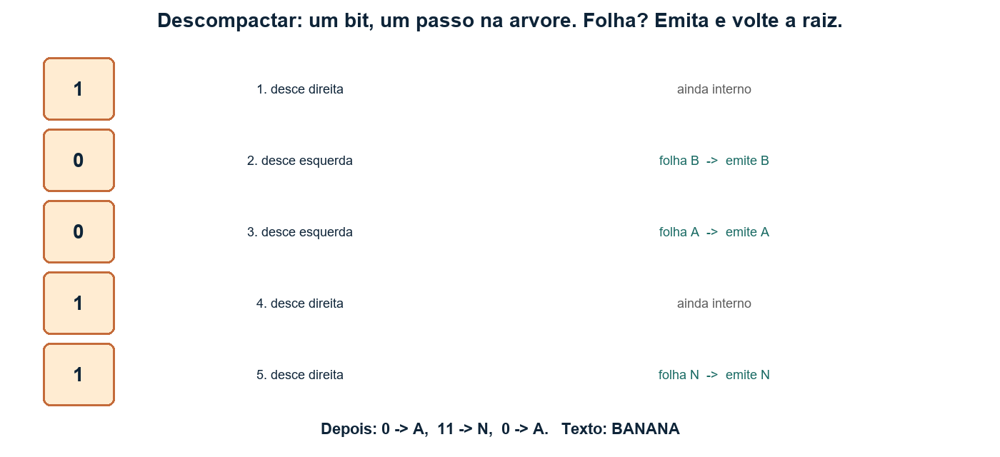 Descompactar: um bit, um passo na arvore. Folha? Emita e volte a raiz.
1 1. desce direita ainda interno
0 2. desce esquerda folha B -> emite B
0 3. desce esquerda folha A -> emite A
1 4. desce direita ainda interno
1 5. desce direita folha N -> emite N
Depois: 0 -> A, 11 -> N, 0 -> A. Texto: BANANA